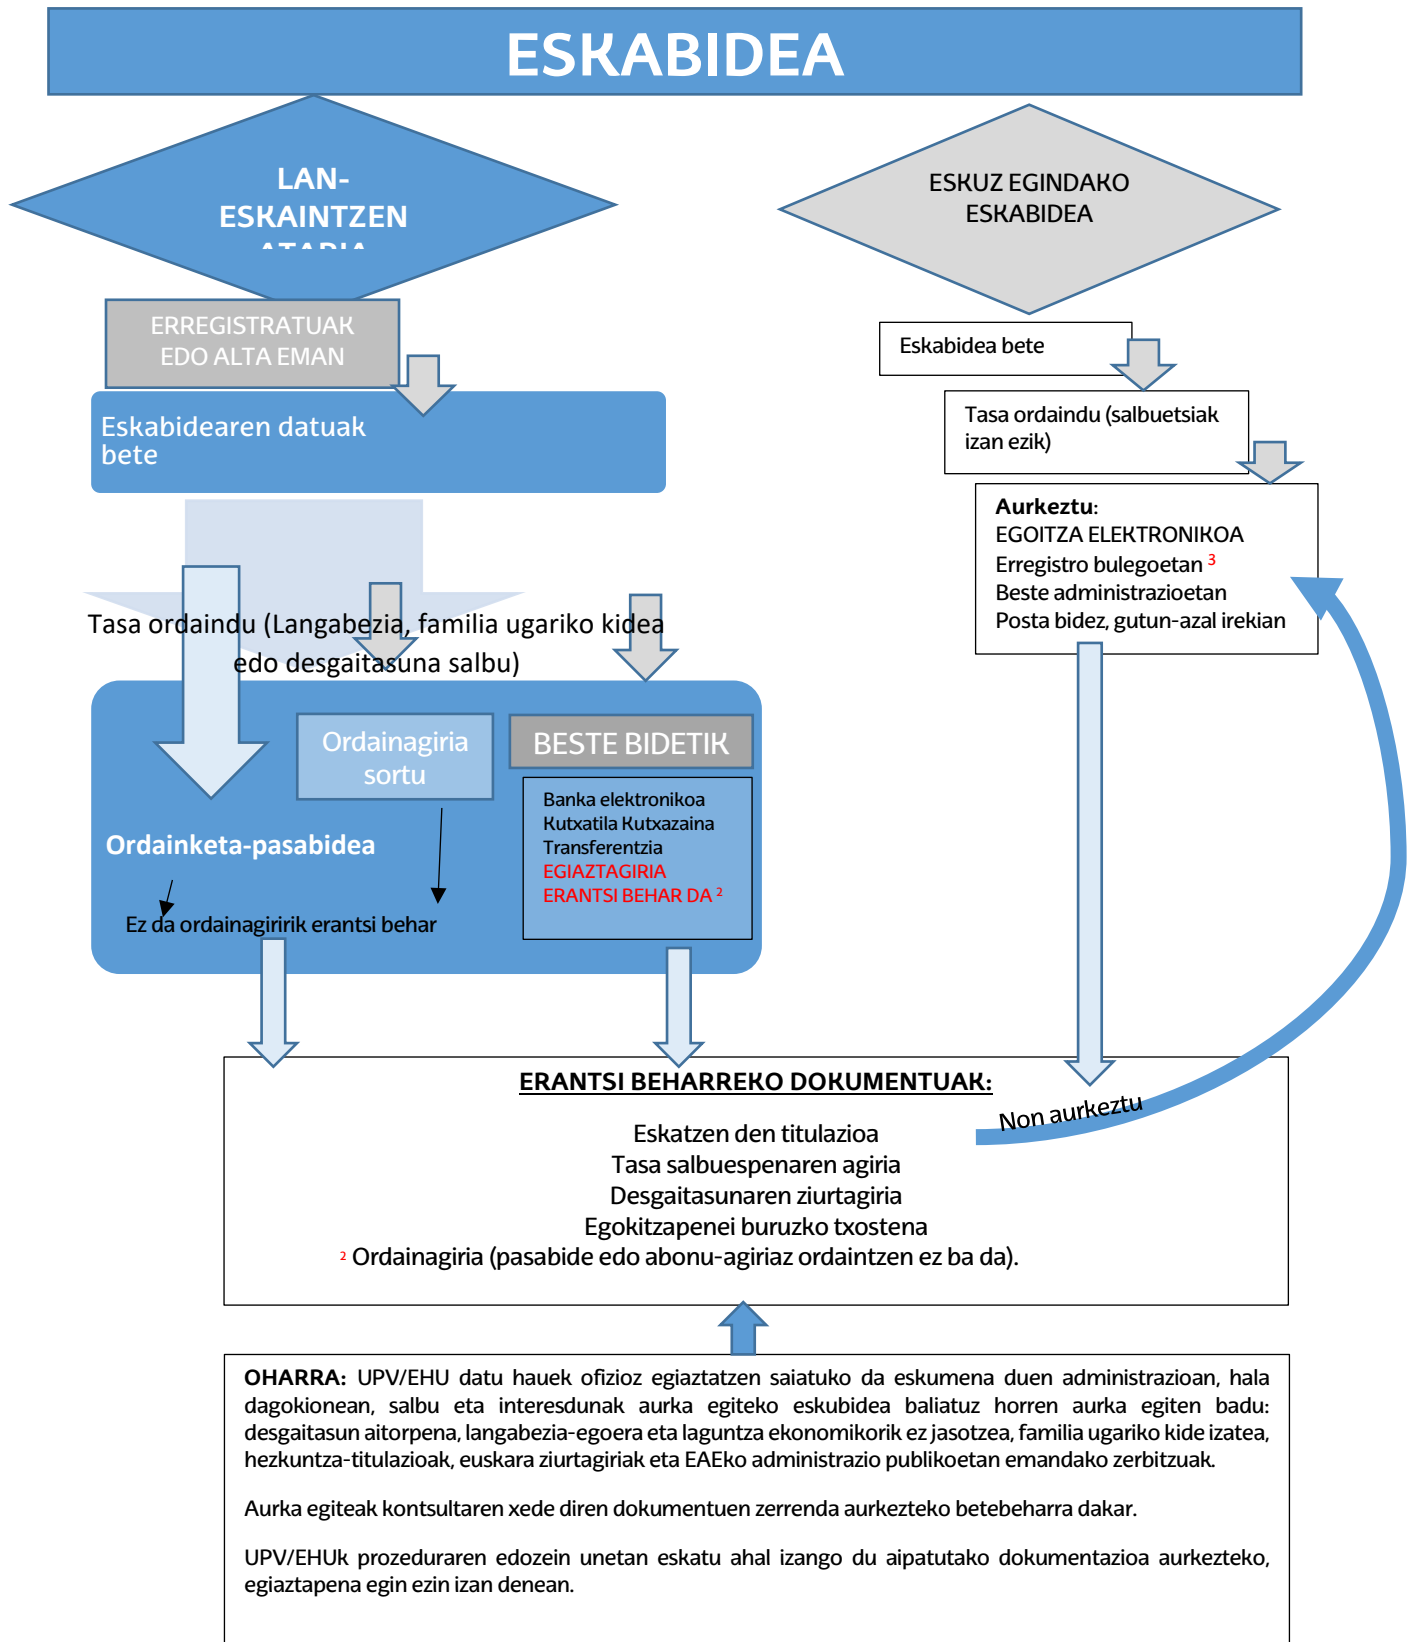 ESKABIDEA
LAN-
ESKAINTZEN
ERREGISTRATUAK
EDO ALTA EMAN
Eskabidearen datuak
bete
Tasa ordaindu (Langabezia, familia ugariko kidea
edo desgaitasuna salbu)
Ordainagiria
sortu
BESTE BIDETIK
Banka elektronikoa
Kutxatila Kutxazaina
Transferentzia
EGIAZTAGIRIA
ERANTSI BEHAR DA ²
Ordainketa-pasabidea
Ez da ordainagiririk erantsi behar
ESKUZ EGINDAKO
ESKABIDEA
Eskabidea bete
Tasa ordaindu (salbuetsiak
izan ezik)
Aurkeztu:
EGOITZA ELEKTRONIKOA
Erregistro bulegoetan ³
Beste administrazioetan
Posta bidez, gutun-azal irekian
ERANTSI BEHARREKO DOKUMENTUAK:
Non aurkeztu
Eskatzen den titulazioa
Tasa salbuespenaren agiria
Desgaitasunaren ziurtagiria
Egokitzapenei buruzko txostena
² Ordainagiria (pasabide edo abonu-agiriaz ordaintzen ez ba da).
OHARRA: UPV/EHU datu hauek ofizioz egiaztatzen saiatuko da eskumena duen administrazioan, hala
dagokionean, salbu eta interesdunak aurka egiteko eskubidea baliatuz horren aurka egiten badu:
desgaitasun aitorpena, langabezia-egoera eta laguntza ekonomikorik ez jasotzea, familia ugariko kide izatea,
hezkuntza-titulazioak, euskara ziurtagiriak eta EAEko administrazio publikoetan emandako zerbitzuak.
Aurka egiteak kontsultaren xede diren dokumentuen zerrenda aurkezteko betebeharra dakar.
UPV/EHUk prozeduraren edozein unetan eskatu ahal izango du aipatutako dokumentazioa aurkezteko,
egiaztapena egin ezin izan denean.